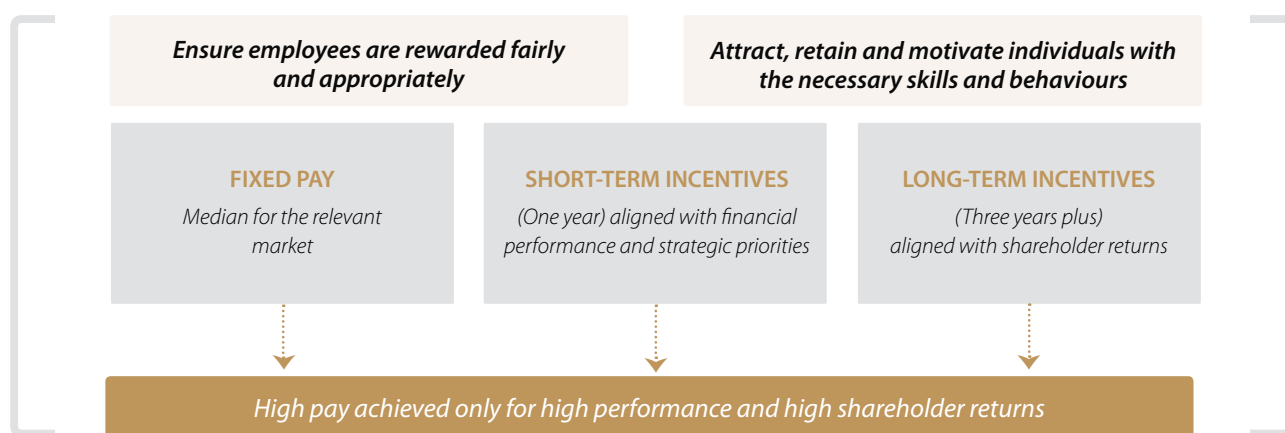 Ensure employees are rewarded fairly
and appropriately
Attract, retain and motivate individuals with
the necessary skills and behaviours
FIXED PAY
Median for the relevant
market
SHORT-TERM INCENTIVES
(One year) aligned with financial
performance and strategic priorities
LONG-TERM INCENTIVES
(Three years plus)
aligned with shareholder returns
High pay achieved only for high performance and high shareholder returns